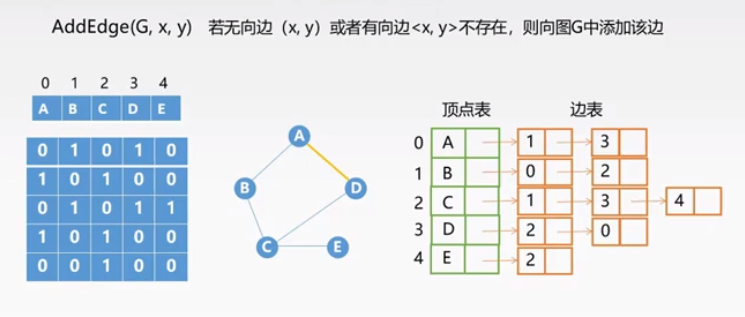 AddEdge(G, x, y) 若无向边（x, y）或者有向边<x, y>不存在，则向图G中添加该边
0 1 2 3 4
A B C D E
0 1 0 1 0
1 0 1 0 0
0 1 0 1 1
1 0 1 0 0
0 0 1 0 0
A
B D
C E
顶点表 边表
0 A 1 3
1 B 0 2
2 C 1 3 4
3 D 2 0
4 E 2